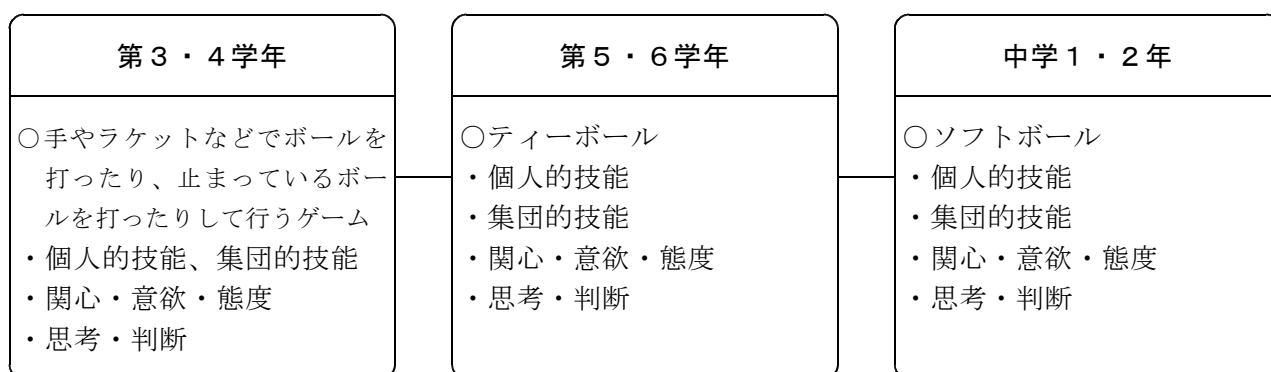 第３・４学年
○手やラケットなどでボールを
打ったり、止まっているボー
ルを打ったりして行うゲーム
・個人的技能、集団的技能
・関心・意欲・態度
・思考・判断
第５・６学年
○ティーボール
・個人的技能
・集団的技能
・関心・意欲・態度
・思考・判断
中学１・２年
○ソフトボール
・個人的技能
・集団的技能
・関心・意欲・態度
・思考・判断